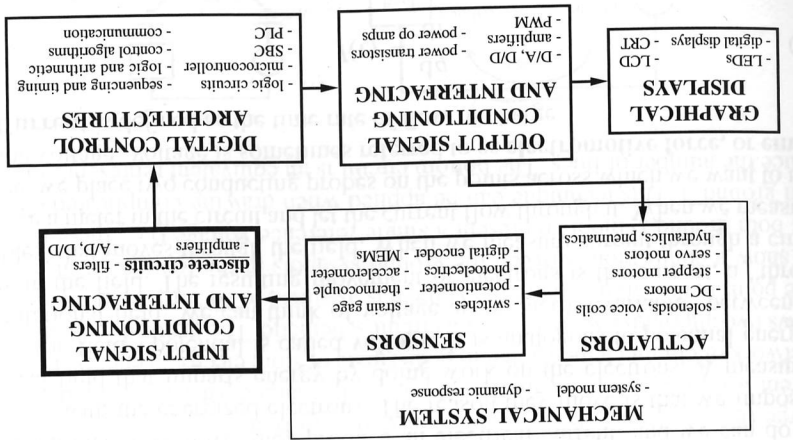 MECHANICAL SYSTEM
- system model - dynamic response
ACTUATORS
- solenoids, voice coils
- DC motors
- stepper motors
- servo motors
- hydraulics, pneumatics
SENSORS
- switches - strain gage
- potentiometer - thermocouple
- photoelectrics - accelerometer
- digital encoder - MEMs
INPUT SIGNAL
CONDITIONING
AND INTERFACING
- discrete circuits - filters
- amplifiers - A/D, D/D
GRAPHICAL
DISPLAYS
- LEDs - LCD
- digital displays - CRT
OUTPUT SIGNAL
CONDITIONING
AND INTERFACING
- D/A, D/D - power transistors
- amplifiers - power op amps
- PWM
DIGITAL CONTROL
ARCHITECTURES
- logic circuits - sequencing and timing
- microcontroller - logic and arithmetic
- SBC - control algorithms
- PLC - communication